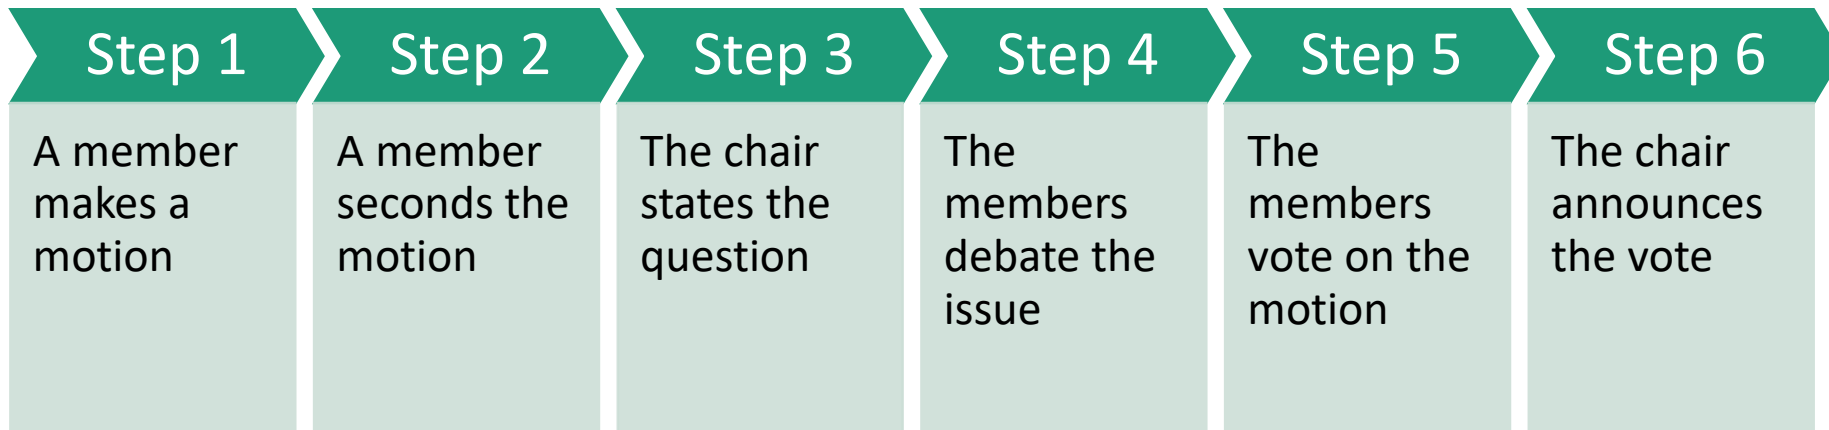 Step 1
A member
makes a
motion
Step 2
A member
seconds the
motion
Step 3
The chair
states the
question
Step 4
The
members
debate the
issue
Step 5
The
members
vote on the
motion
Step 6
The chair
announces
the vote